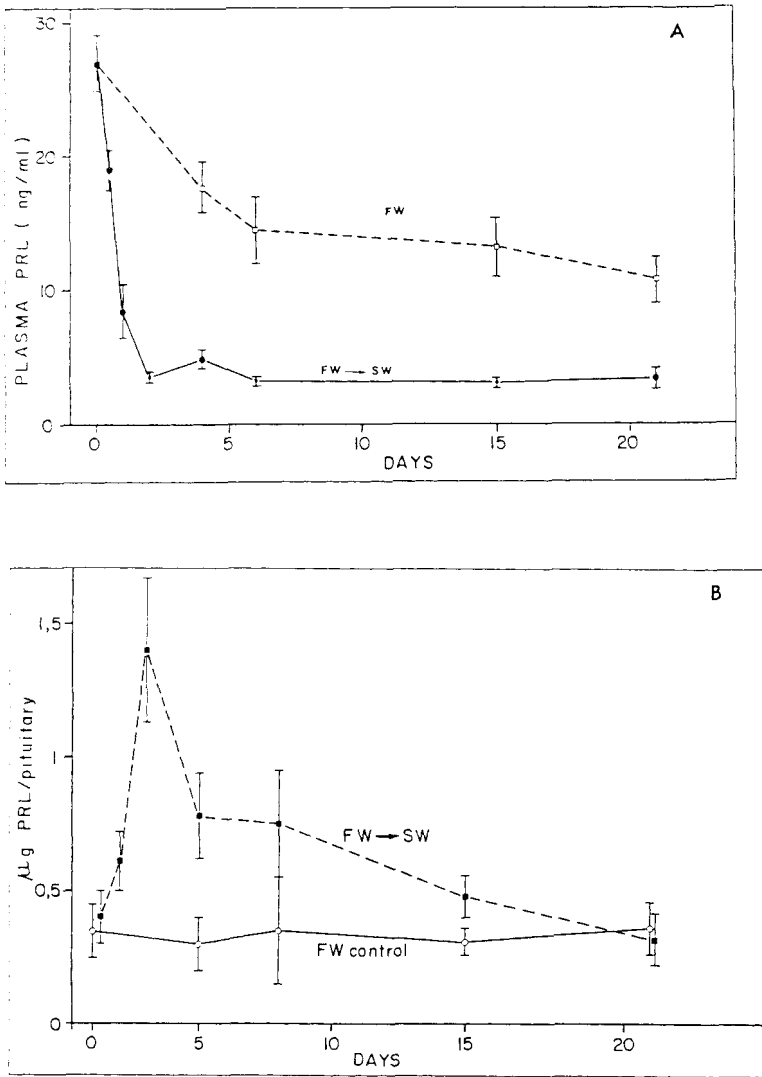 A
30
20
10
0
PLASMA PRL ( ng/ml )
FW
FW → SW
0 5 10 15 20
DAYS
B
1,5
1
0,5
0
µg PRL/pituitary
FW → SW
FW control
0 5 10 15 20
DAYS